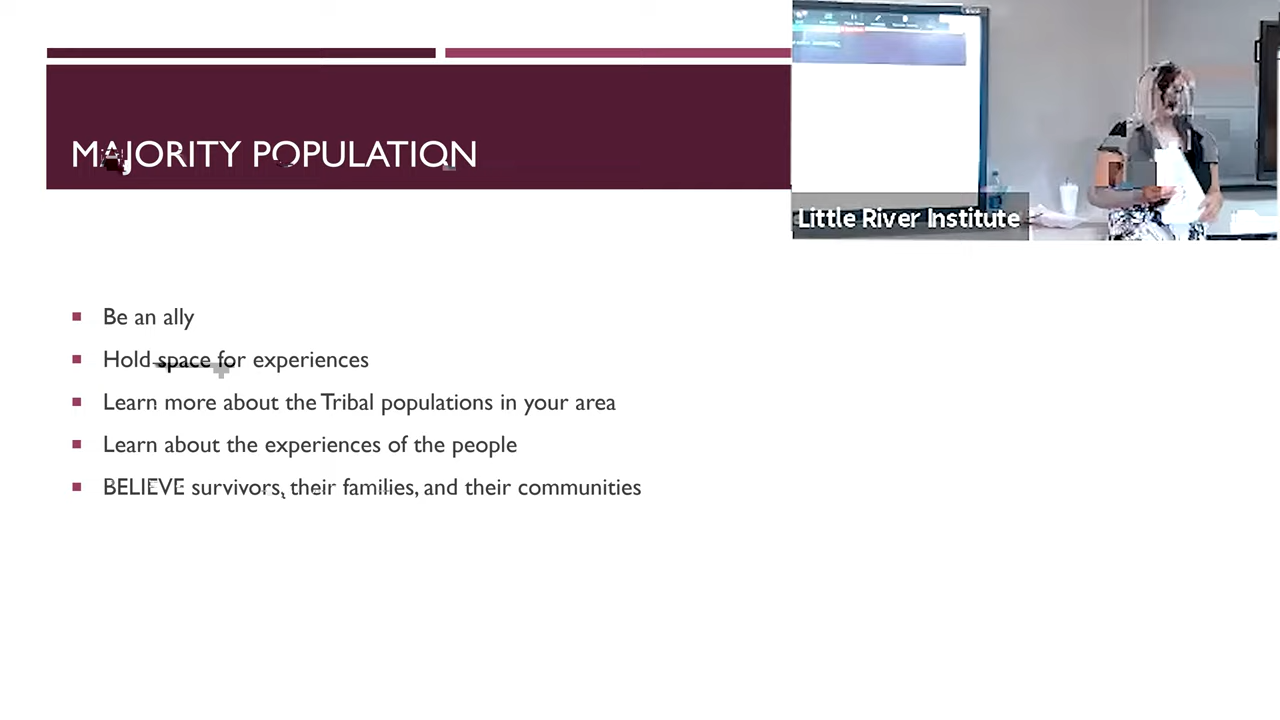 MAJORITY POPULATION
Little River Institute
Be an ally
Hold space for experiences
Learn more about the Tribal populations in your area
Learn about the experiences of the people
BELIEVE survivors, their families, and their communities